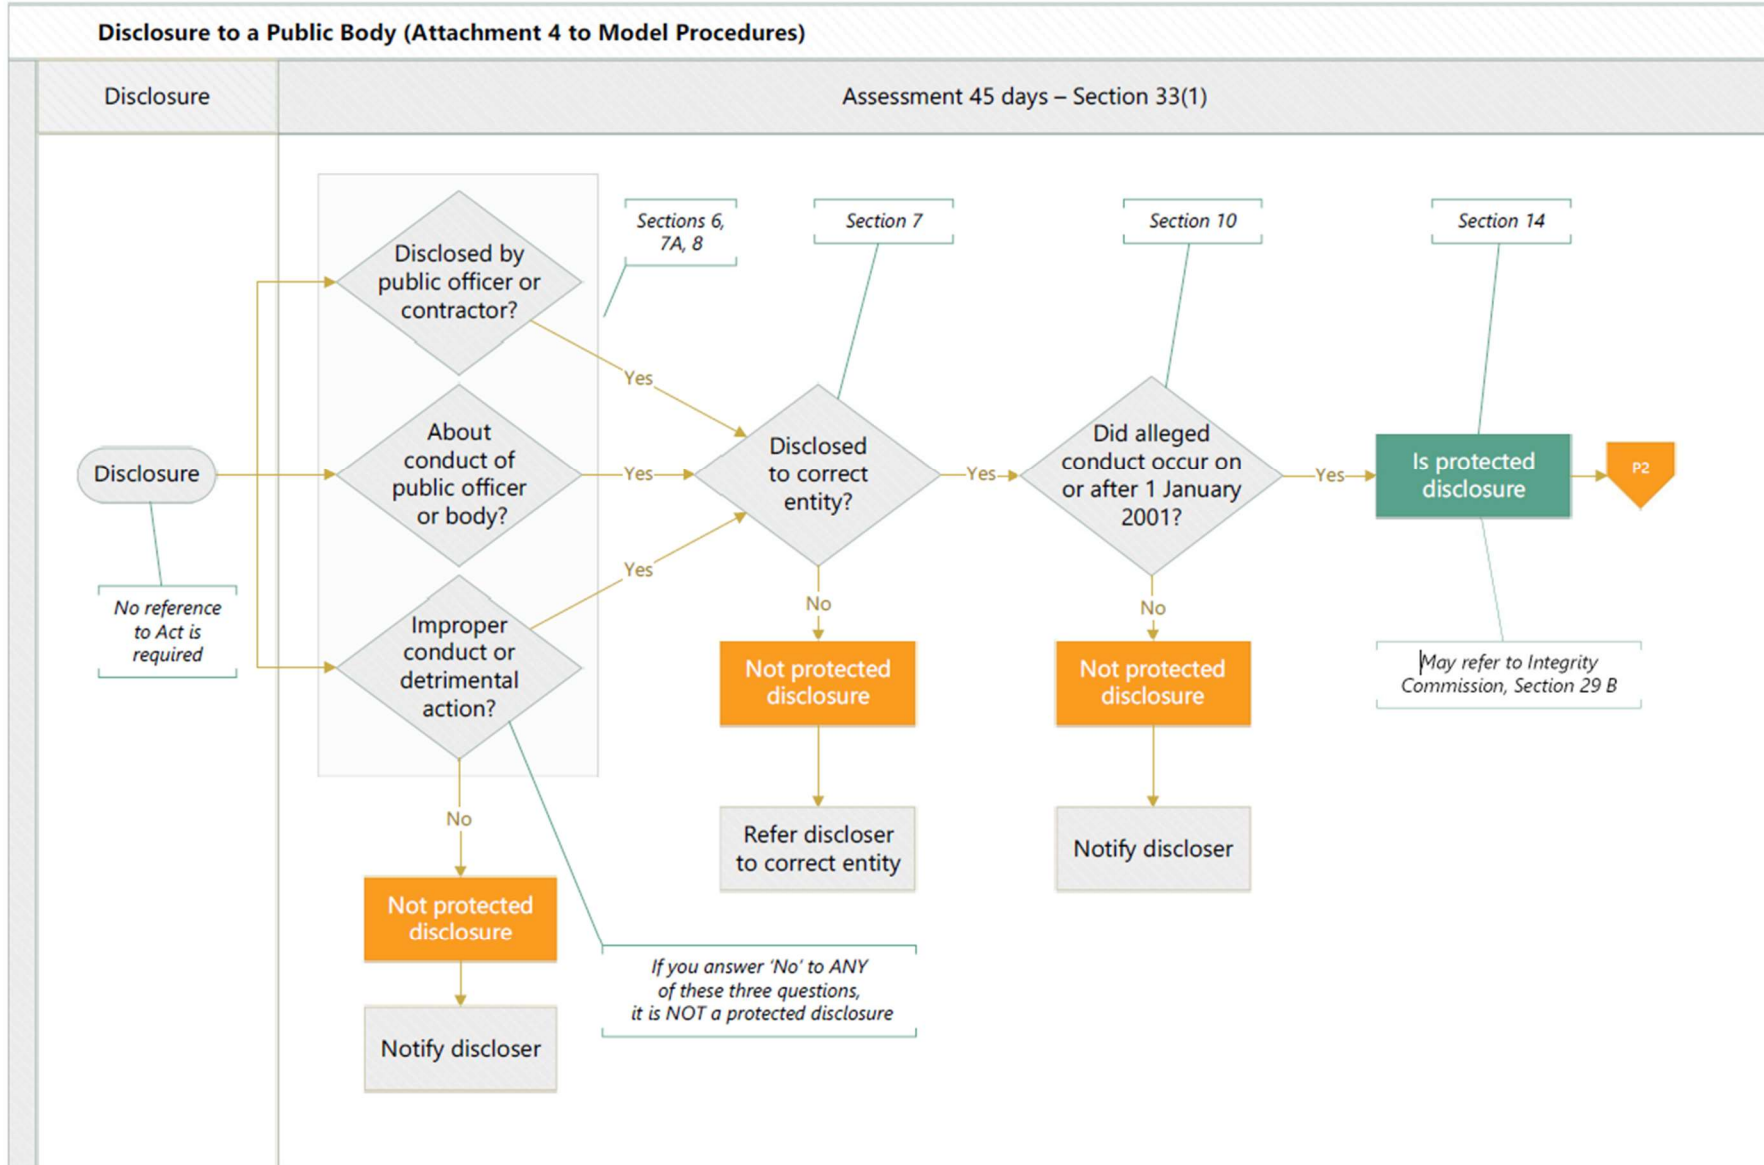 Disclosure to a Public Body (Attachment 4 to Model Procedures)
Disclosure
Assessment 45 days – Section 33(1)
Disclosure
No reference
to Act is
required
Disclosed by
public officer or
contractor?
About
conduct of
public officer
or body?
Improper
conduct or
detrimental
action?
Sections 6,
7A, 8
Yes
Yes
Yes
No
Not protected
disclosure
Notify discloser
If you answer ‘No’ to ANY
of these three questions,
it is NOT a protected disclosure
Section 7
Disclosed
to correct
entity?
Yes
No
Not protected
disclosure
Refer discloser
to correct entity
Section 10
Did alleged
conduct occur on
or after 1 January
2001?
Yes
No
Not protected
disclosure
Notify discloser
Section 14
Is protected
disclosure
P2
May refer to Integrity
Commission, Section 29 B